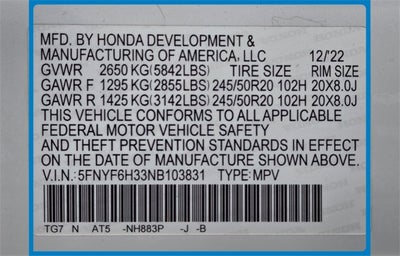 MFD. BY HONDA DEVELOPMENT &
MANUFACTURING OF AMERICA, LLC 12/'22
GVWR 2650 KG(5842LBS) TIRE SIZE RIM SIZE
GAWR F 1295 KG(2855LBS) 245/50R20 102H 20X8.0J
GAWR R 1425 KG(3142LBS) 245/50R20 102H 20X8.0J
THIS VEHICLE CONFORMS TO ALL APPLICABLE
FEDERAL MOTOR VEHICLE SAFETY
AND THEFT PREVENTION STANDARDS IN EFFECT
ON THE DATE OF MANUFACTURE SHOWN ABOVE.
V.I.N.:5FNYF6H33NB103831 TYPE:MPV
TG7 N AT5 -NH883P -J -B